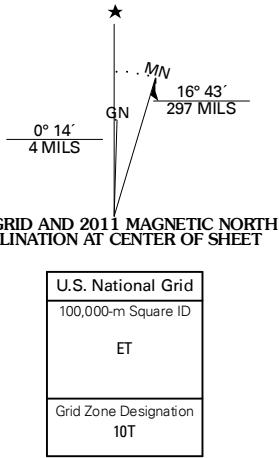 MN
GN
16° 43´
297 MILS
0° 14´
4 MILS
GRID AND 2011 MAGNETIC NORTH
LINATION AT CENTER OF SHEET
U.S. National Grid
100,000-m Square ID
ET
Grid Zone Designation
10T